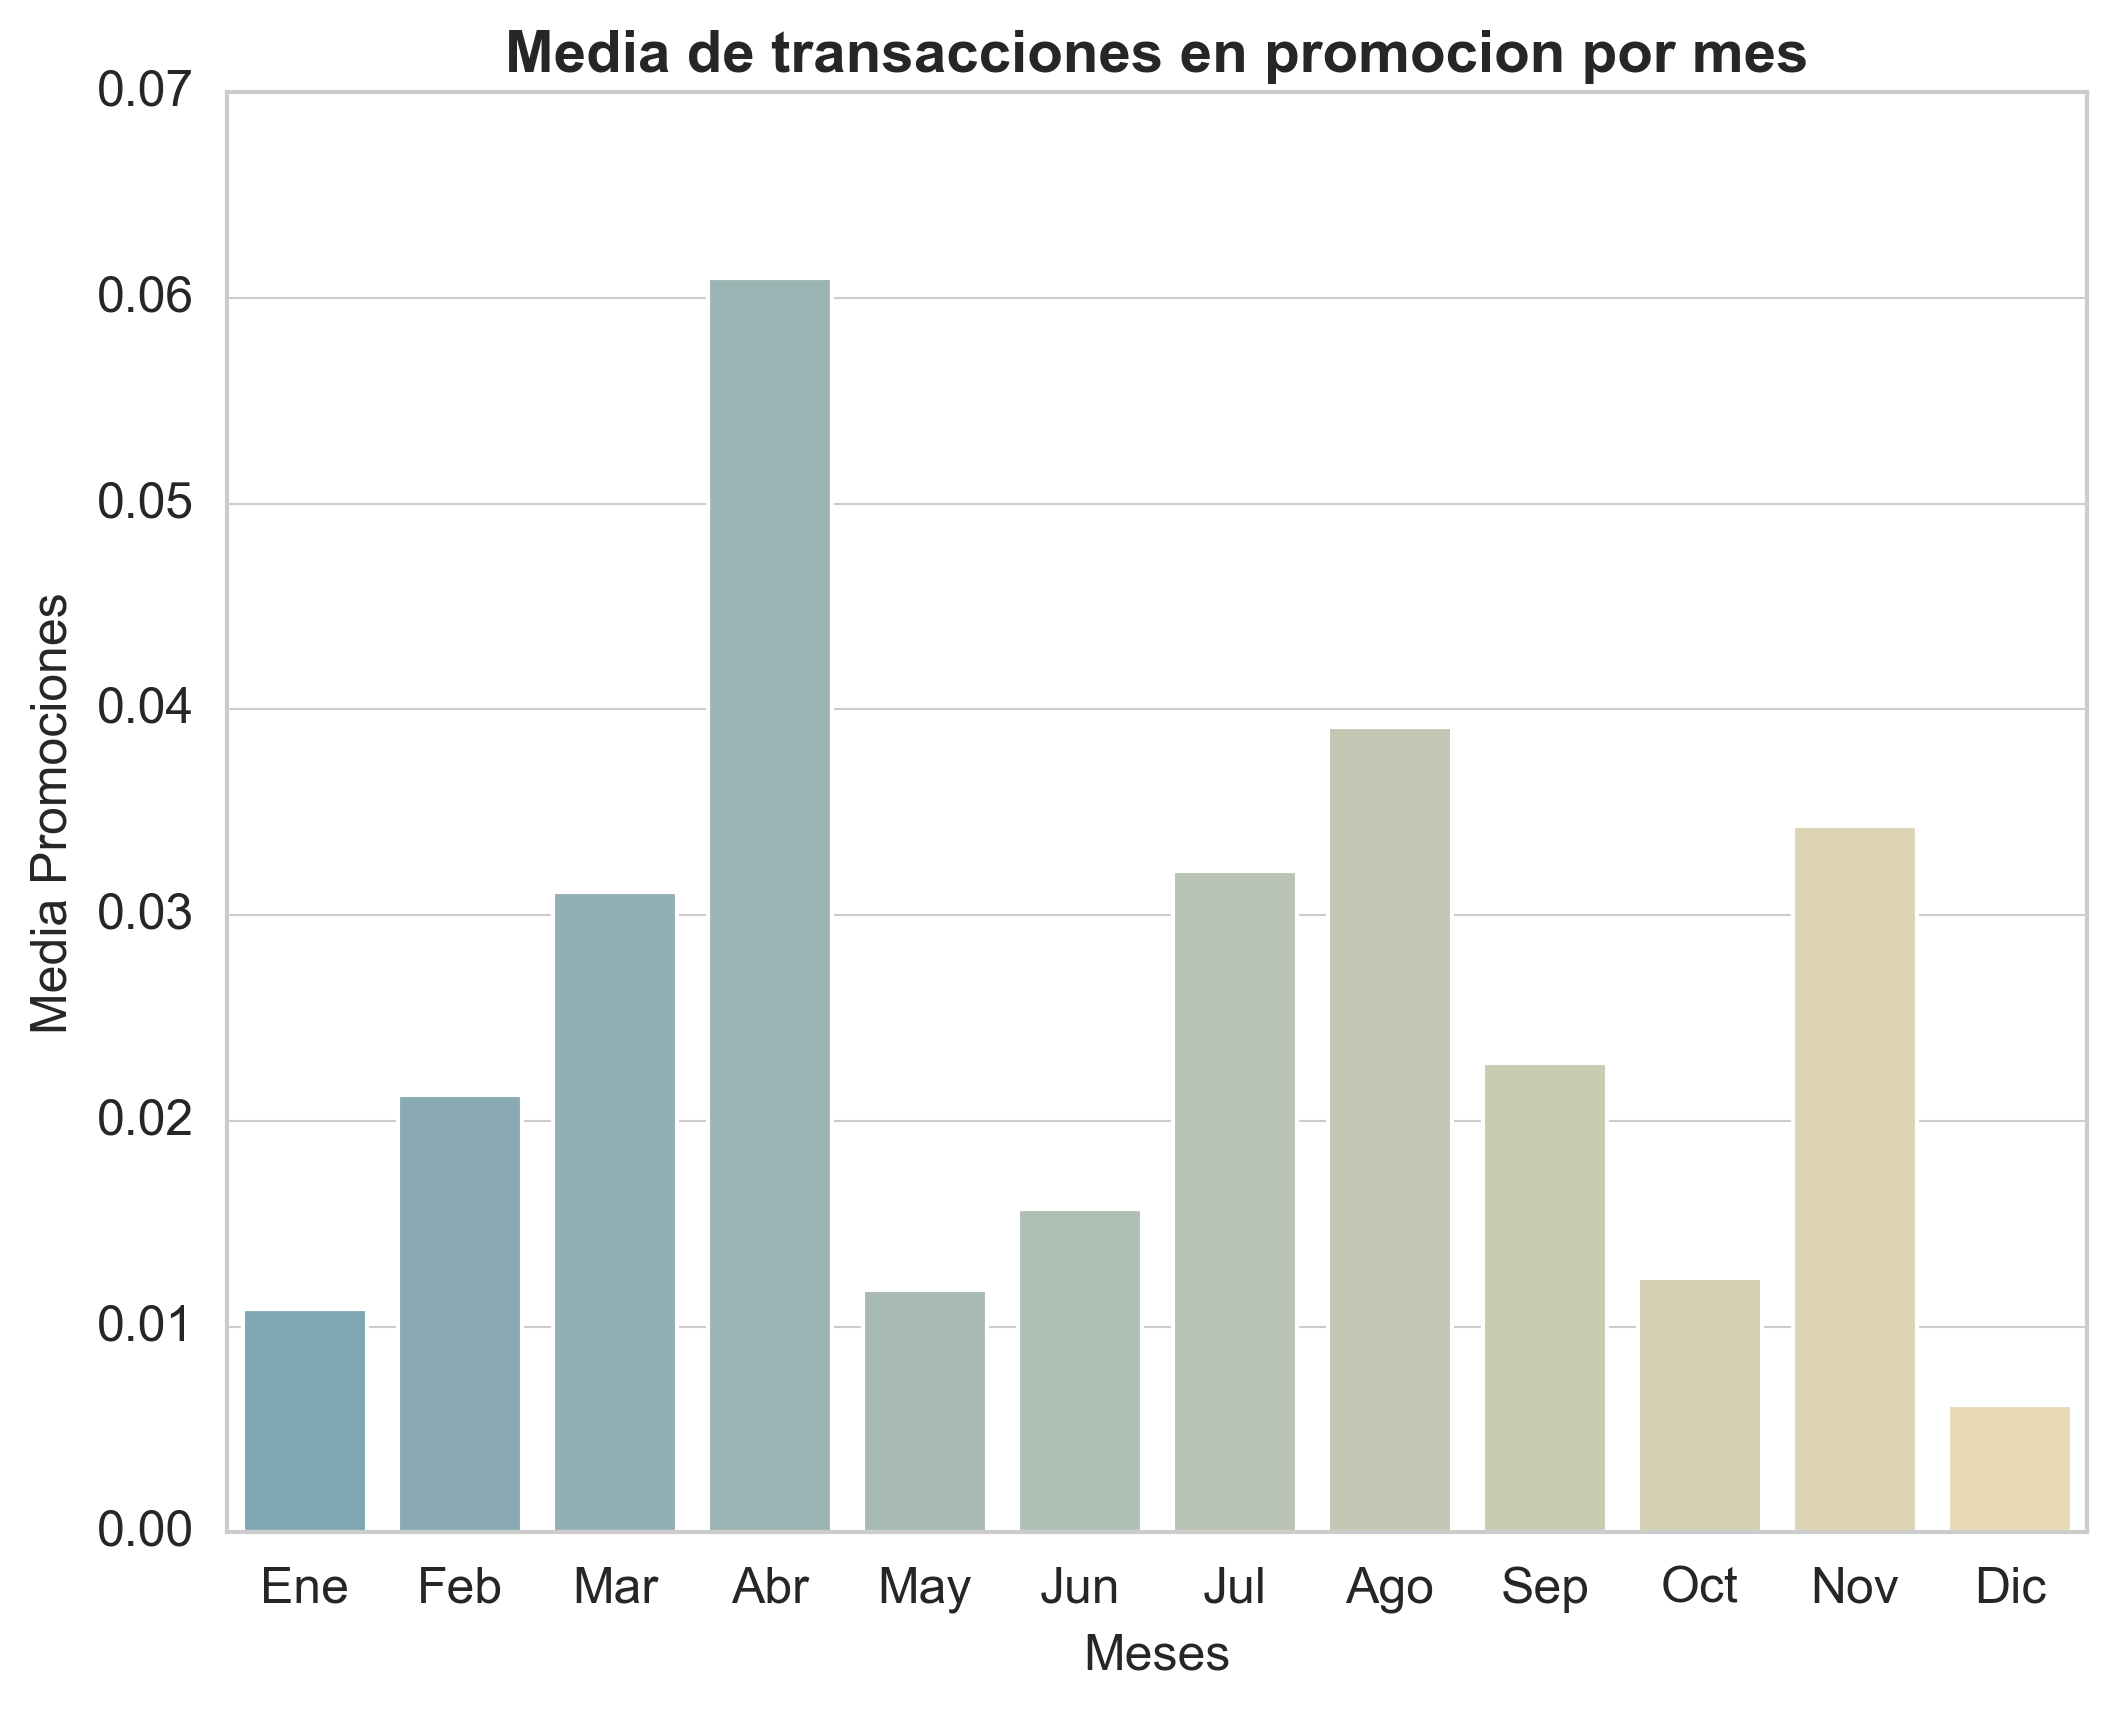 Media de transacciones en promocion por mes
0.07
0.06
0.05
0.04
0.03
0.02
0.01
0.00
Media Promociones
Ene Feb Mar Abr May Jun Jul Ago Sep Oct Nov Dic
Meses